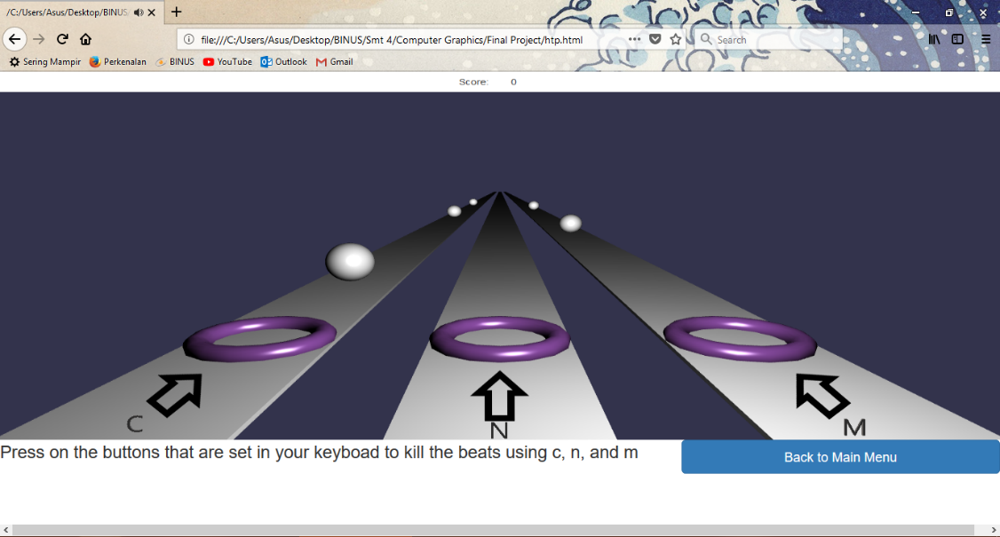 /C:/Users/Asus/Desktop/BINUS/
file:///C:/Users/Asus/Desktop/BINUS/Smt 4/Computer Graphics/Final Project/htp.html
Search
Sering Mampir Perkenalan BINUS YouTube Outlook Gmail
Score: 0
C
N
M
Press on the buttons that are set in your keyboad to kill the beats using c, n, and m
Back to Main Menu